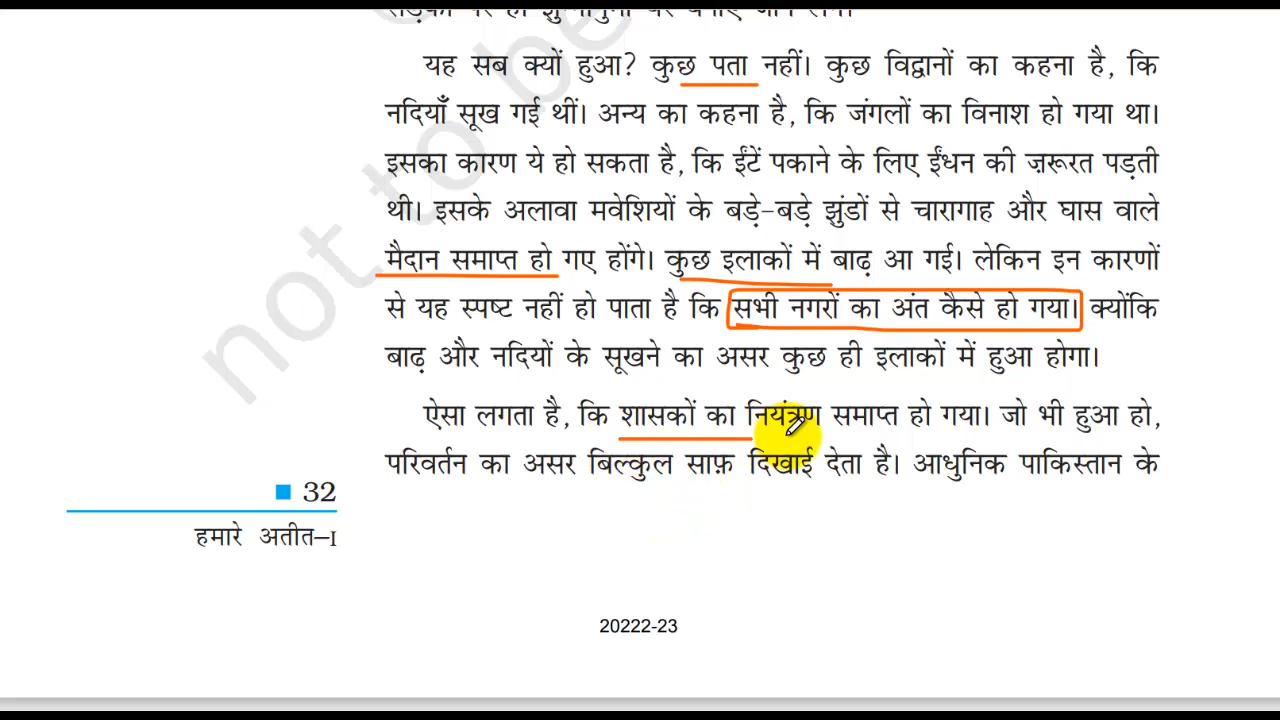 यह सब क्यों हुआ? कुछ पता नहीं। कुछ विद्वानों का कहना है, कि
नदियाँ सूख गई थीं। अन्य का कहना है, कि जंगलों का विनाश हो गया था।
इसका कारण ये हो सकता है, कि ईंटें पकाने के लिए ईंधन की ज़रूरत पड़ती
थी। इसके अलावा मवेशियों के बड़े-बड़े झुंडों से चारागाह और घास वाले
मैदान समाप्त हो गए होंगे। कुछ इलाकों में बाढ़ आ गई। लेकिन इन कारणों
से यह स्पष्ट नहीं हो पाता है कि सभी नगरों का अंत कैसे हो गया। क्योंकि
बाढ़ और नदियों के सूखने का असर कुछ ही इलाकों में हुआ होगा।
ऐसा लगता है, कि शासकों का नियंत्रण समाप्त हो गया। जो भी हुआ हो,
परिवर्तन का असर बिल्कुल साफ़ दिखाई देता है। आधुनिक पाकिस्तान के
32
हमारे अतीत–I
20222-23
not to be